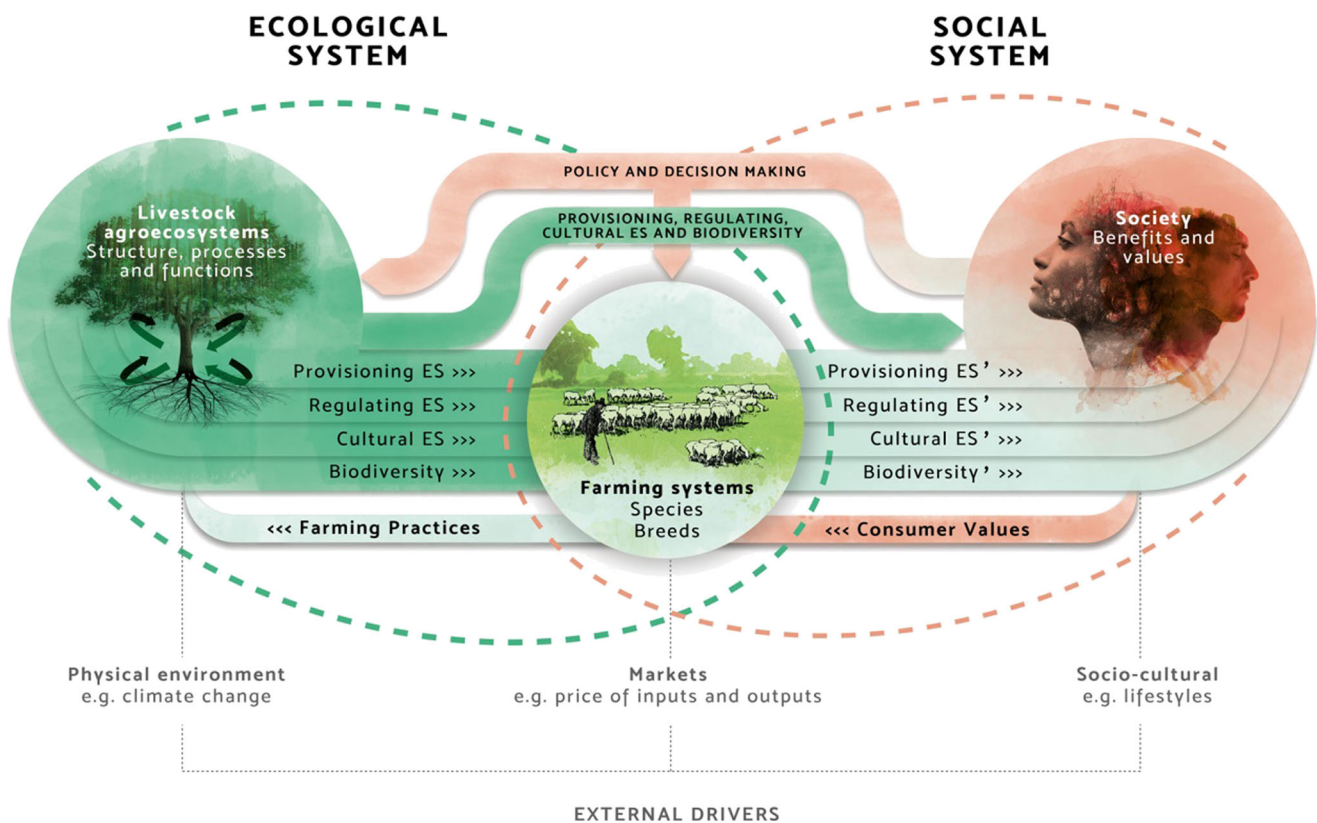 ECOLOGICAL
SYSTEM
SOCIAL
SYSTEM
POLICY AND DECISION MAKING
PROVISIONING, REGULATING,
CULTURAL ES AND BIODIVERSITY
Livestock
agroecosystems
Structure, processes
and functions
Society
Benefits and
values
Provisioning ES >>>
Regulating ES >>>
Cultural ES >>>
Biodiversity >>>
Provisioning ES’ >>>
Regulating ES’ >>>
Cultural ES’ >>>
Biodiversity’ >>>
Farming systems
Species
Breeds
<<< Farming Practices
<<< Consumer Values
Physical environment
e.g. climate change
Markets
e.g. price of inputs and outputs
Socio-cultural
e.g. lifestyles
EXTERNAL DRIVERS